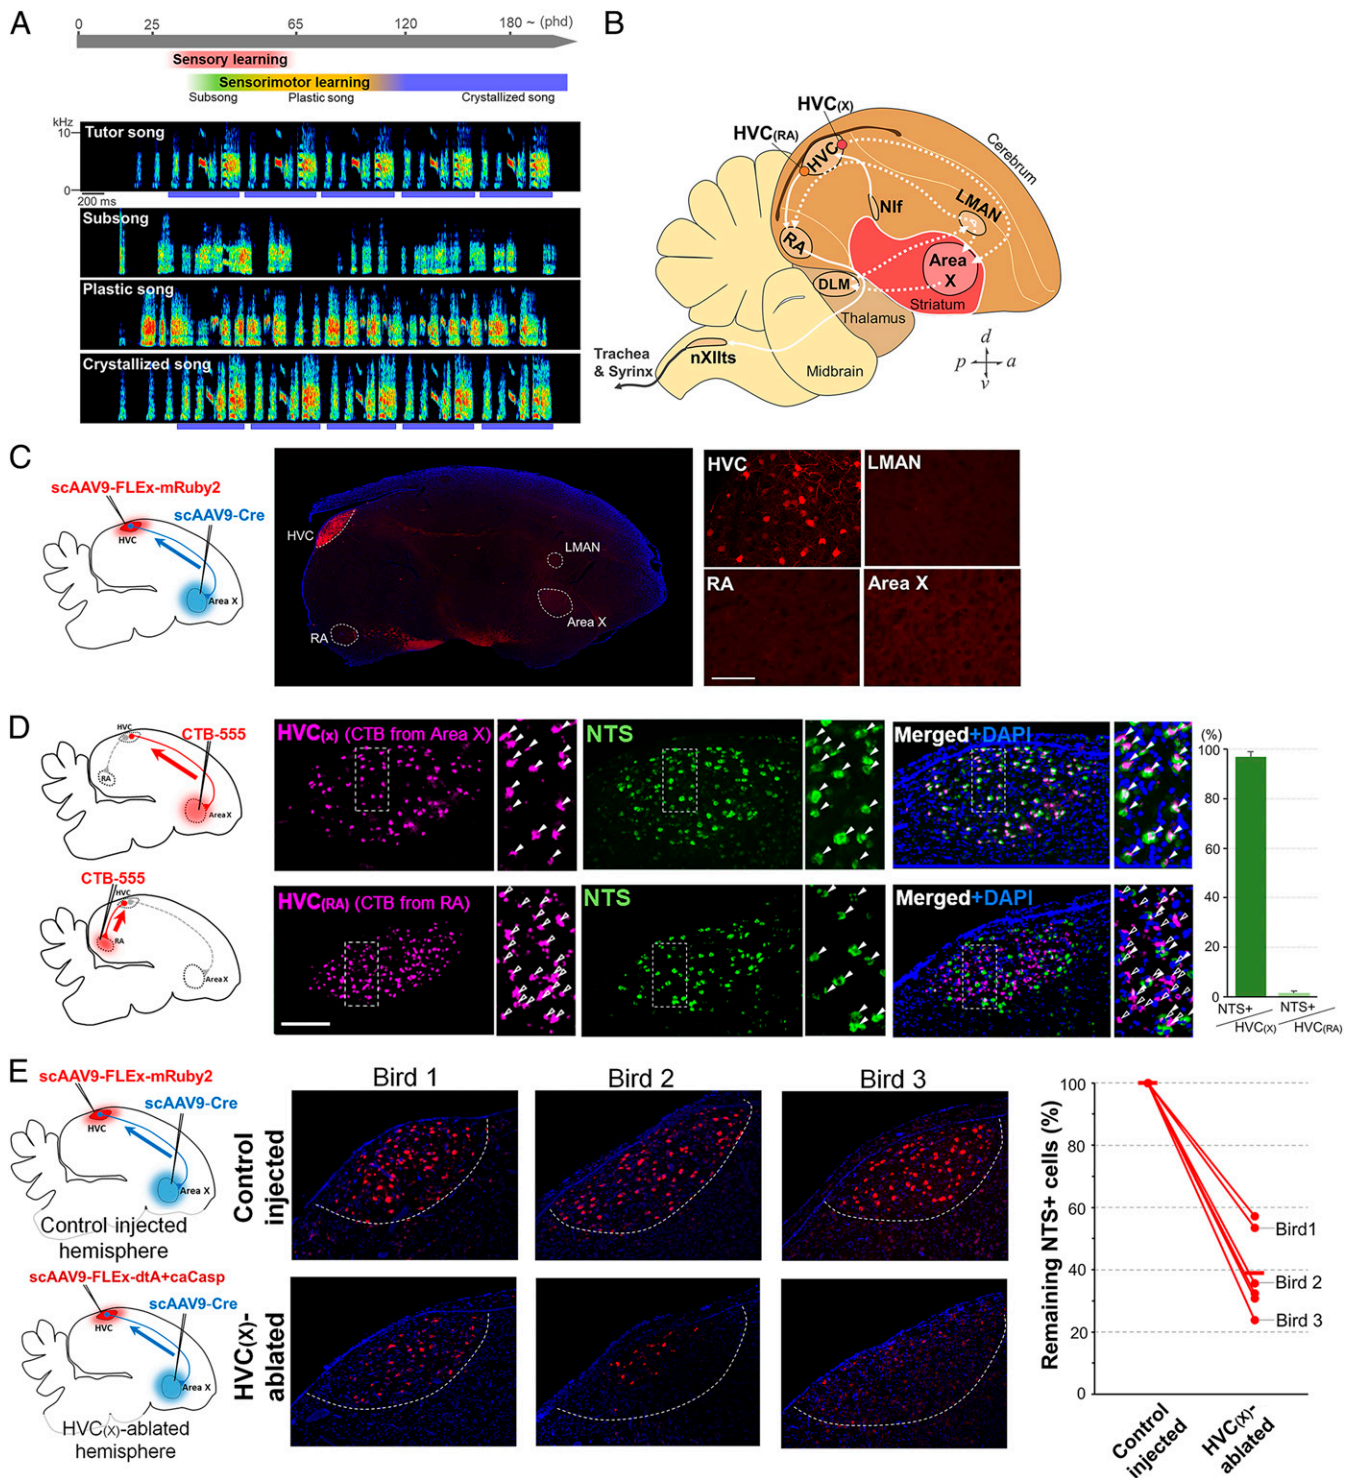 A
0 25 65 120 180 ~ (phd)
Sensory learning
Sensorimotor learning
Subsong Plastic song Crystallized song
kHz
10
0
Tutor song
200 ms
Subsong
Plastic song
Crystallized song
B
HVC(X)
HVC(RA)
HVC
Cerebrum
NIf
LMAN
RA
Area
X
DLM
Striatum
Thalamus
nXIIts
Trachea
& Syrinx
Midbrain
d
p a
v
C
scAAV9-FLEx-mRuby2
scAAV9-Cre
HVC
Area X
HVC
LMAN
Area X
RA
HVC
LMAN
RA
Area X
D
CTB-555
HVC
RA
Area X
HVC(X) (CTB from Area X)
NTS
Merged+DAPI
CTB-555
HVC
RA
Area X
HVC(RA) (CTB from RA)
NTS
Merged+DAPI
(%)
100
80
60
40
20
0
NTS+
HVC(X)
NTS+
HVC(RA)
E
scAAV9-FLEx-mRuby2
scAAV9-Cre
HVC
Area X
Control injected
hemisphere
scAAV9-FLEx-dtA+caCasp
scAAV9-Cre
HVC
Area X
HVC(X)-ablated
hemisphere
Bird 1
Bird 2
Bird 3
Control
injected
HVC(X)-
ablated
Remaining NTS+ cells (%)
100
80
60
40
20
0
Bird1
Bird 2
Bird 3
Control
injected
HVC(X)-
ablated